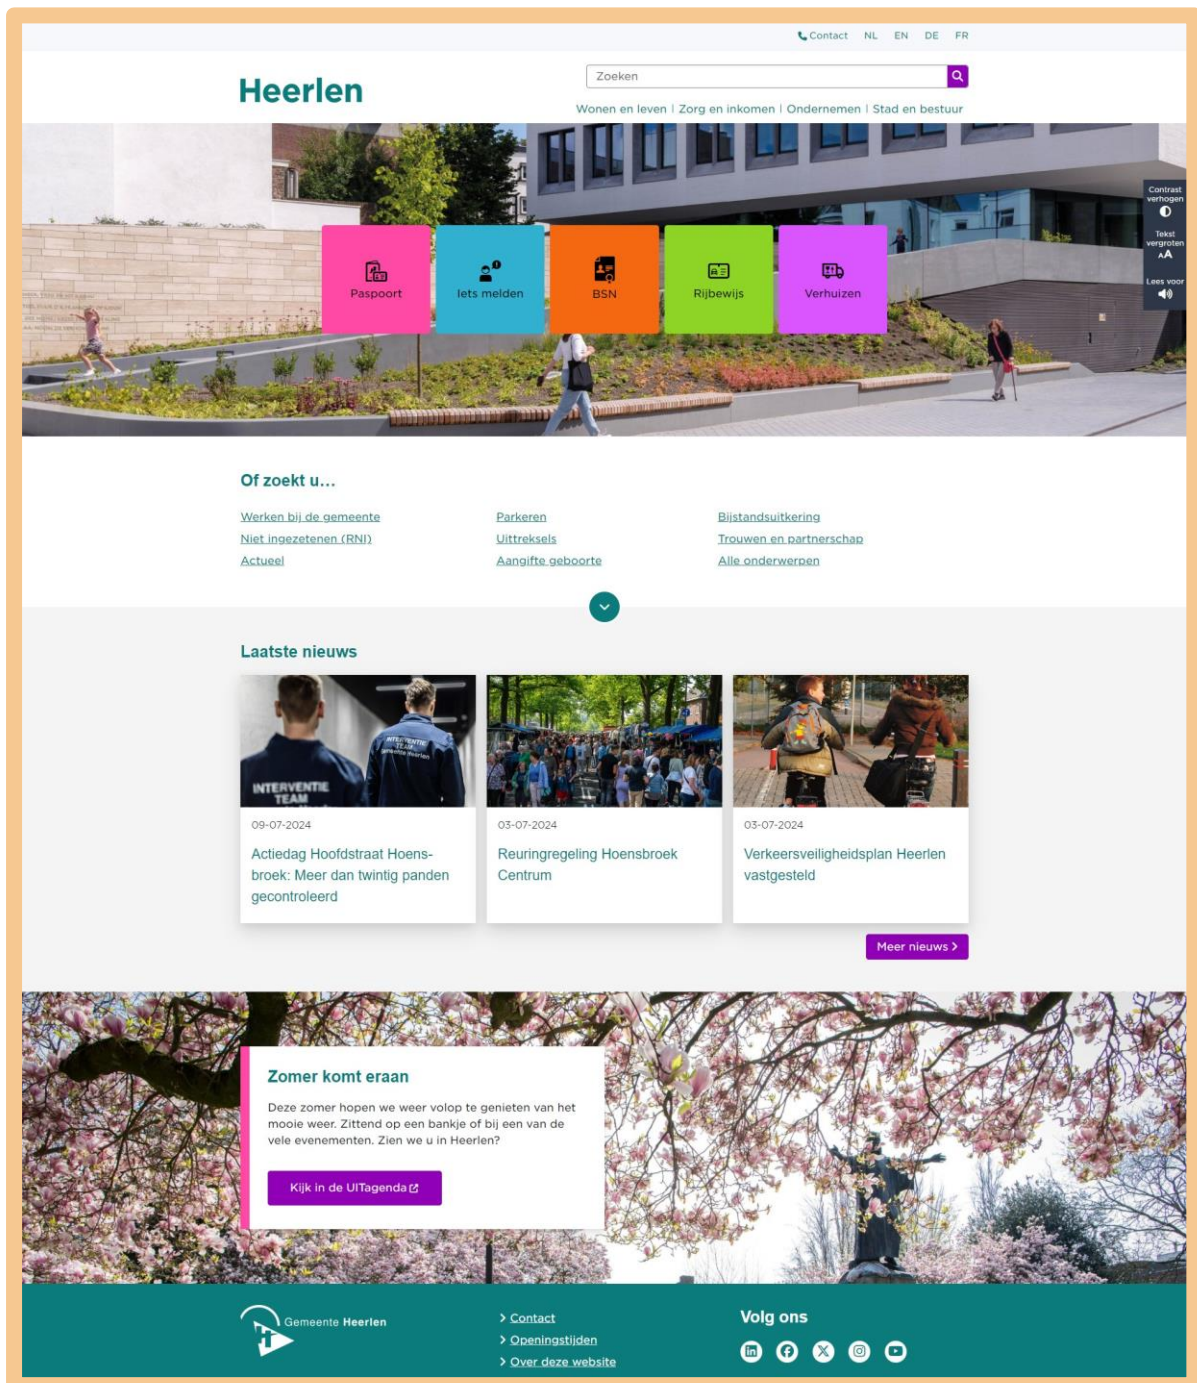 Contact NL EN DE FR
Heerlen
Zoeken
Wonen en leven | Zorg en inkomen | Ondernemen | Stad en bestuur
Contrast
verhogen
Tekst
vergroten
AA
Lees voor
Paspoort
Iets melden
BSN
Rijbewijs
Verhuizen
Of zoekt u...
Werken bij de gemeente
Parkeren
Bijstandsuitkering
Niet ingezetenen (RNI)
Uittreksels
Trouwen en partnerschap
Actueel
Aangifte geboorte
Alle onderwerpen
Laatste nieuws
INTERVENTIE
TEAM
INTERVENTIE
TEAM
Gemeente Heerlen
09-07-2024
Actiedag Hoofdstraat Hoens-
broek: Meer dan twintig panden
gecontroleerd
03-07-2024
Reuringregeling Hoensbroek
Centrum
03-07-2024
Verkeersveiligheidsplan Heerlen
vastgesteld
Meer nieuws
Zomer komt eraan
Deze zomer hopen we weer volop te genieten van het
mooie weer. Zittend op een bankje of bij een van de
vele evenementen. Zien we u in Heerlen?
Kijk in de UITagenda
Gemeente Heerlen
Contact
Openingstijden
Over deze website
Volg ons